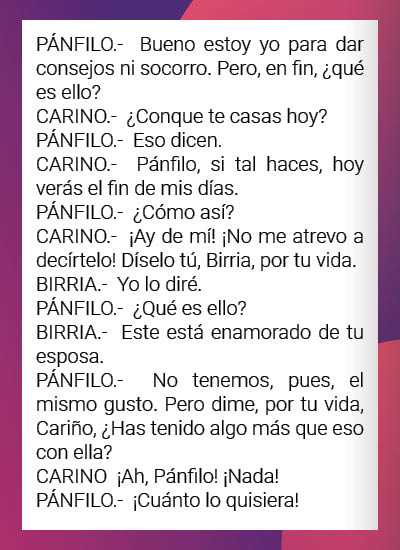 PÁNFILO.-  Bueno estoy yo para dar
consejos ni socorro. Pero, en fin, ¿qué
es ello?
CARINO.-  ¿Conque te casas hoy?
PÁNFILO.-  Eso dicen.
CARINO.-  Pánfilo, si tal haces, hoy
verás el fin de mis días.
PÁNFILO.-  ¿Cómo así?
CARINO.-  ¡Ay de mí! ¡No me atrevo a
decírtelo! Díselo tú, Birria, por tu vida.
BIRRIA.-  Yo lo diré.
PÁNFILO.-  ¿Qué es ello?
BIRRIA.-  Este está enamorado de tu
esposa.
PÁNFILO.-  No tenemos, pues, el
mismo gusto. Pero dime, por tu vida,
Cariño, ¿Has tenido algo más que eso
con ella?
CARINO  ¡Ah, Pánfilo! ¡Nada!
PÁNFILO.-  ¡Cuánto lo quisiera!